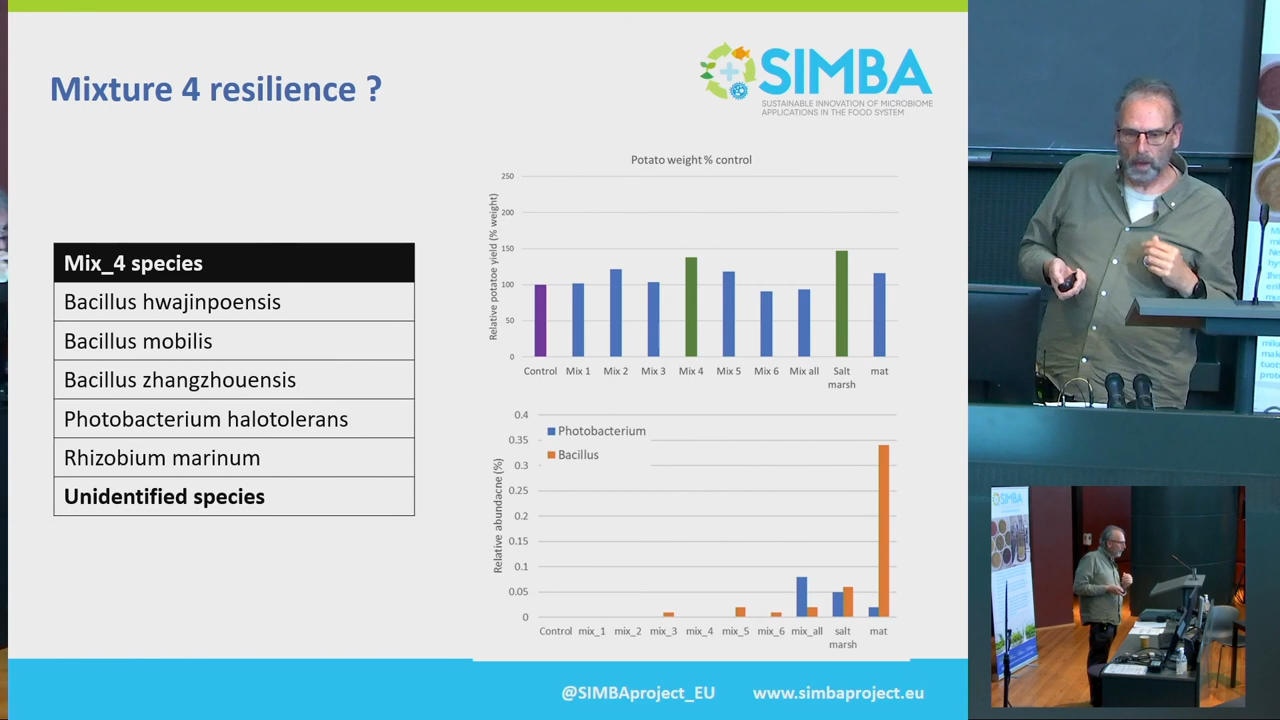 Mixture 4 resilience ?
SIMBA
SUSTAINABLE INNOVATION OF MICROBIOME
APPLICATIONS IN THE FOOD SYSTEM
Mix_4 species
Bacillus hwajinpoensis
Bacillus mobilis
Bacillus zhangzhouensis
Photobacterium halotolerans
Rhizobium marinum
Unidentified species
Potato weight % control
Relative potatoe yield (% weight)
250
200
150
100
50
0
Control Mix 1 Mix 2 Mix 3 Mix 4 Mix 5 Mix 6 Mix all Salt marsh mat
Relative abundacne (%)
0.4
0.35
0.3
0.25
0.2
0.15
0.1
0.05
0
Photobacterium
Bacillus
Control mix_1 mix_2 mix_3 mix_4 mix_5 mix_6 mix_all salt marsh mat
@SIMBAproject_EU www.simbaproject.eu
SIMBA